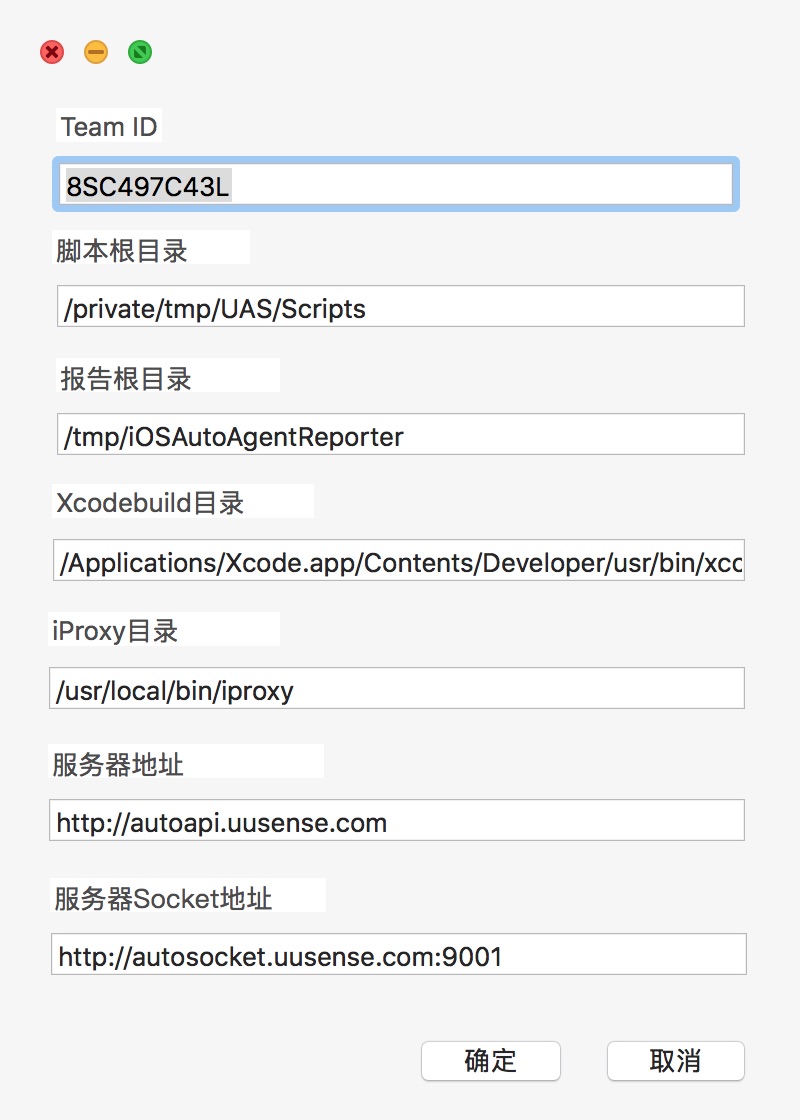 Team ID
8SC497C43L
脚本根目录
/private/tmp/UAS/Scripts
报告根目录
/tmp/iOSAutoAgentReporter
Xcodebuild目录
/Applications/Xcode.app/Contents/Developer/usr/bin/xcc
iProxy目录
/usr/local/bin/iproxy
服务器地址
http://autoapi.uusense.com
服务器Socket地址
http://autosocket.uusense.com:9001
确定 取消